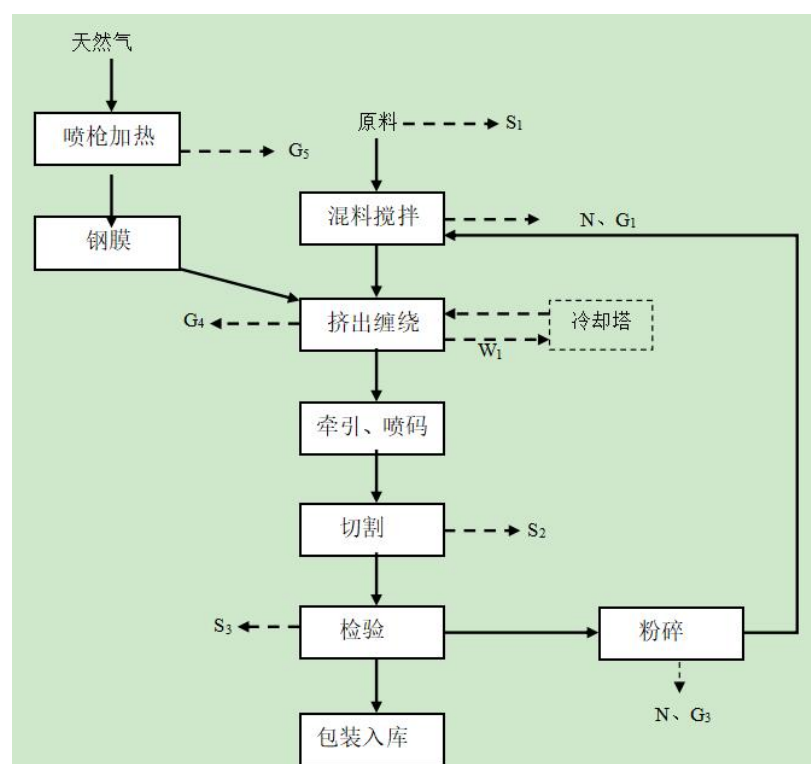 天然气
喷枪加热
G5
原料
S1
混料搅拌
N、G1
钢膜
G4
挤出缠绕
冷却塔
W1
牵引、喷码
切割
S2
S3
检验
粉碎
N、G3
包装入库